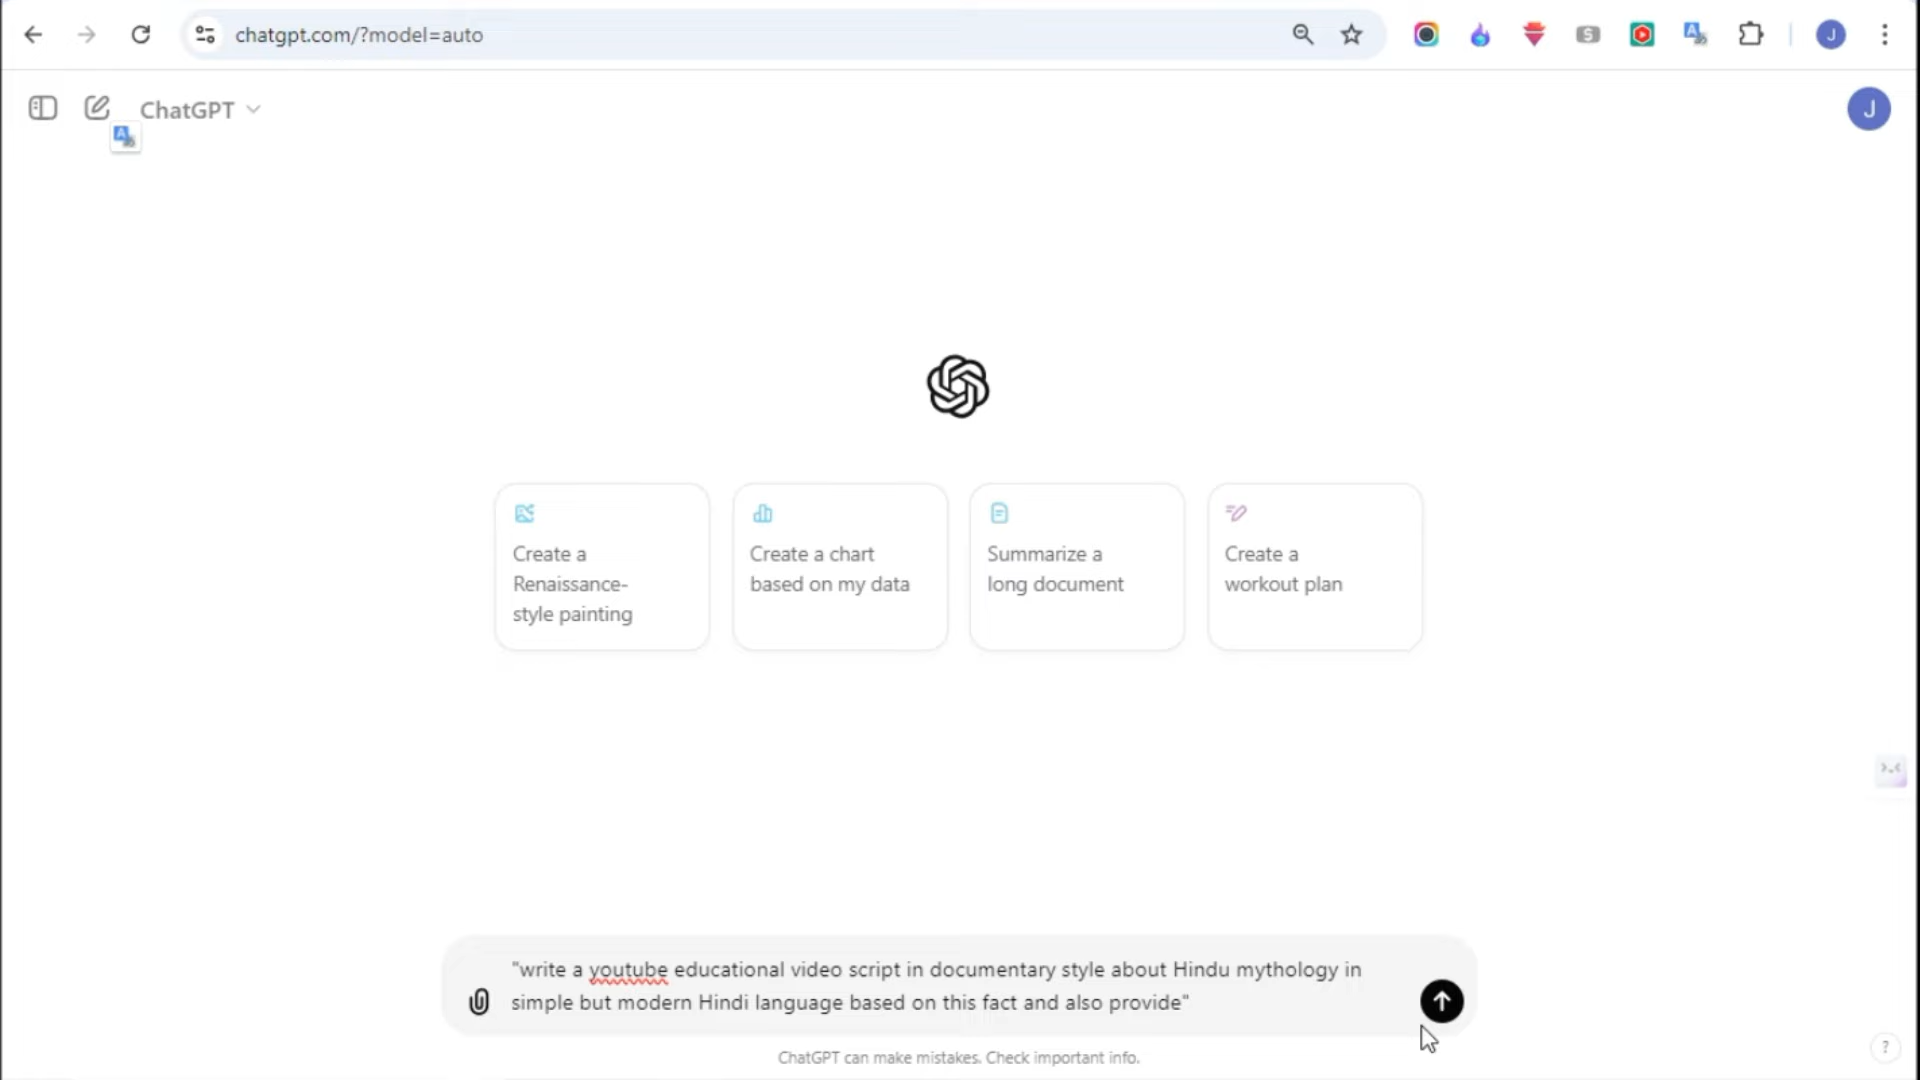 chatgpt.com/?model=auto
J
ChatGPT
J
Create a
Renaissance-
style painting
Create a chart
based on my data
Summarize a
long document
Create a
workout plan
"write a youtube educational video script in documentary style about Hindu mythology in
simple but modern Hindi language based on this fact and also provide"
ChatGPT can make mistakes. Check important info.
?